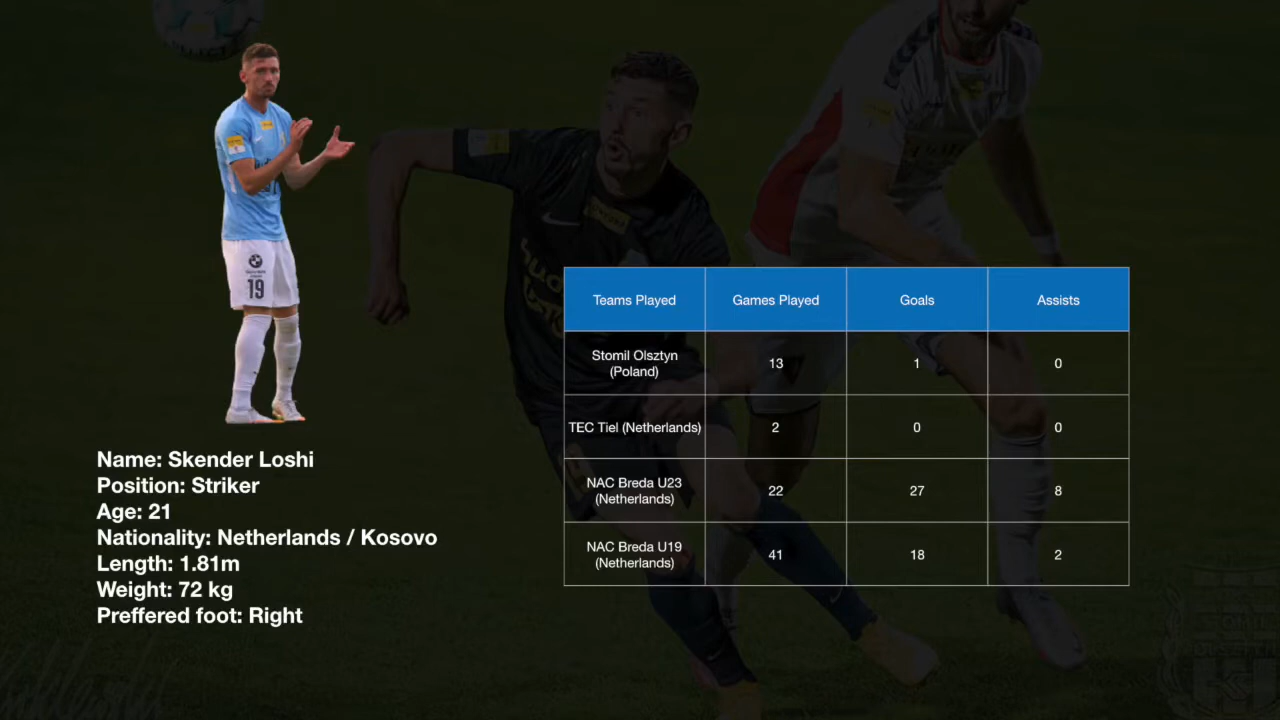 19
Name: Skender Loshi
Position: Striker
Age: 21
Nationality: Netherlands / Kosovo
Length: 1.81m
Weight: 72 kg
Preffered foot: Right
Teams Played Games Played Goals Assists
Stomil Olsztyn
(Poland) 13 1 0
TEC Tiel (Netherlands) 2 0 0
NAC Breda U23
(Netherlands) 22 27 8
NAC Breda U19
(Netherlands) 41 18 2